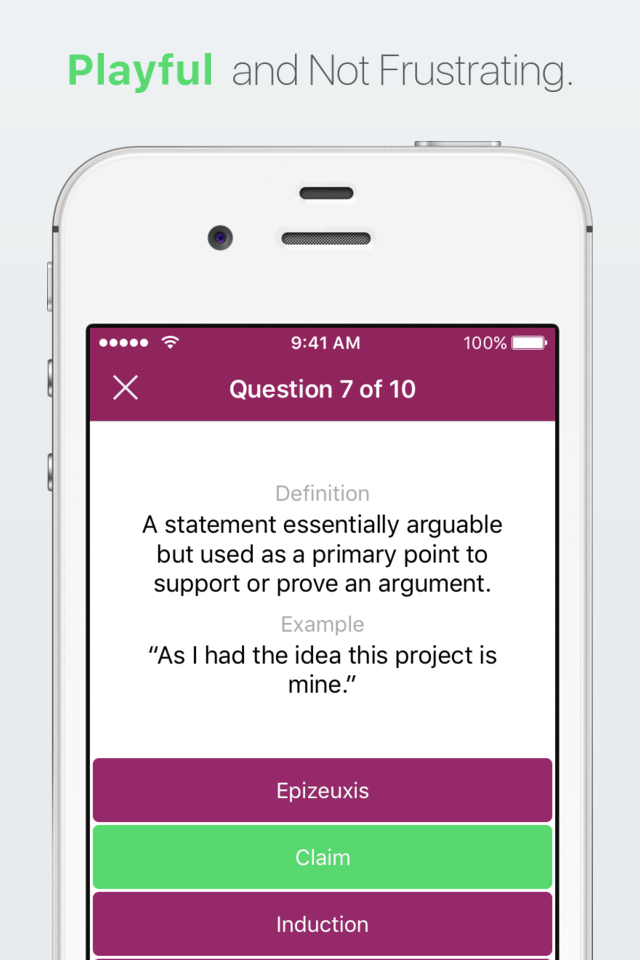 Playful and Not Frustrating.
9:41 AM 100%
Question 7 of 10
Definition
A statement essentially arguable
but used as a primary point to
support or prove an argument.
Example
“As I had the idea this project is
mine.”
Epizeuxis
Claim
Induction